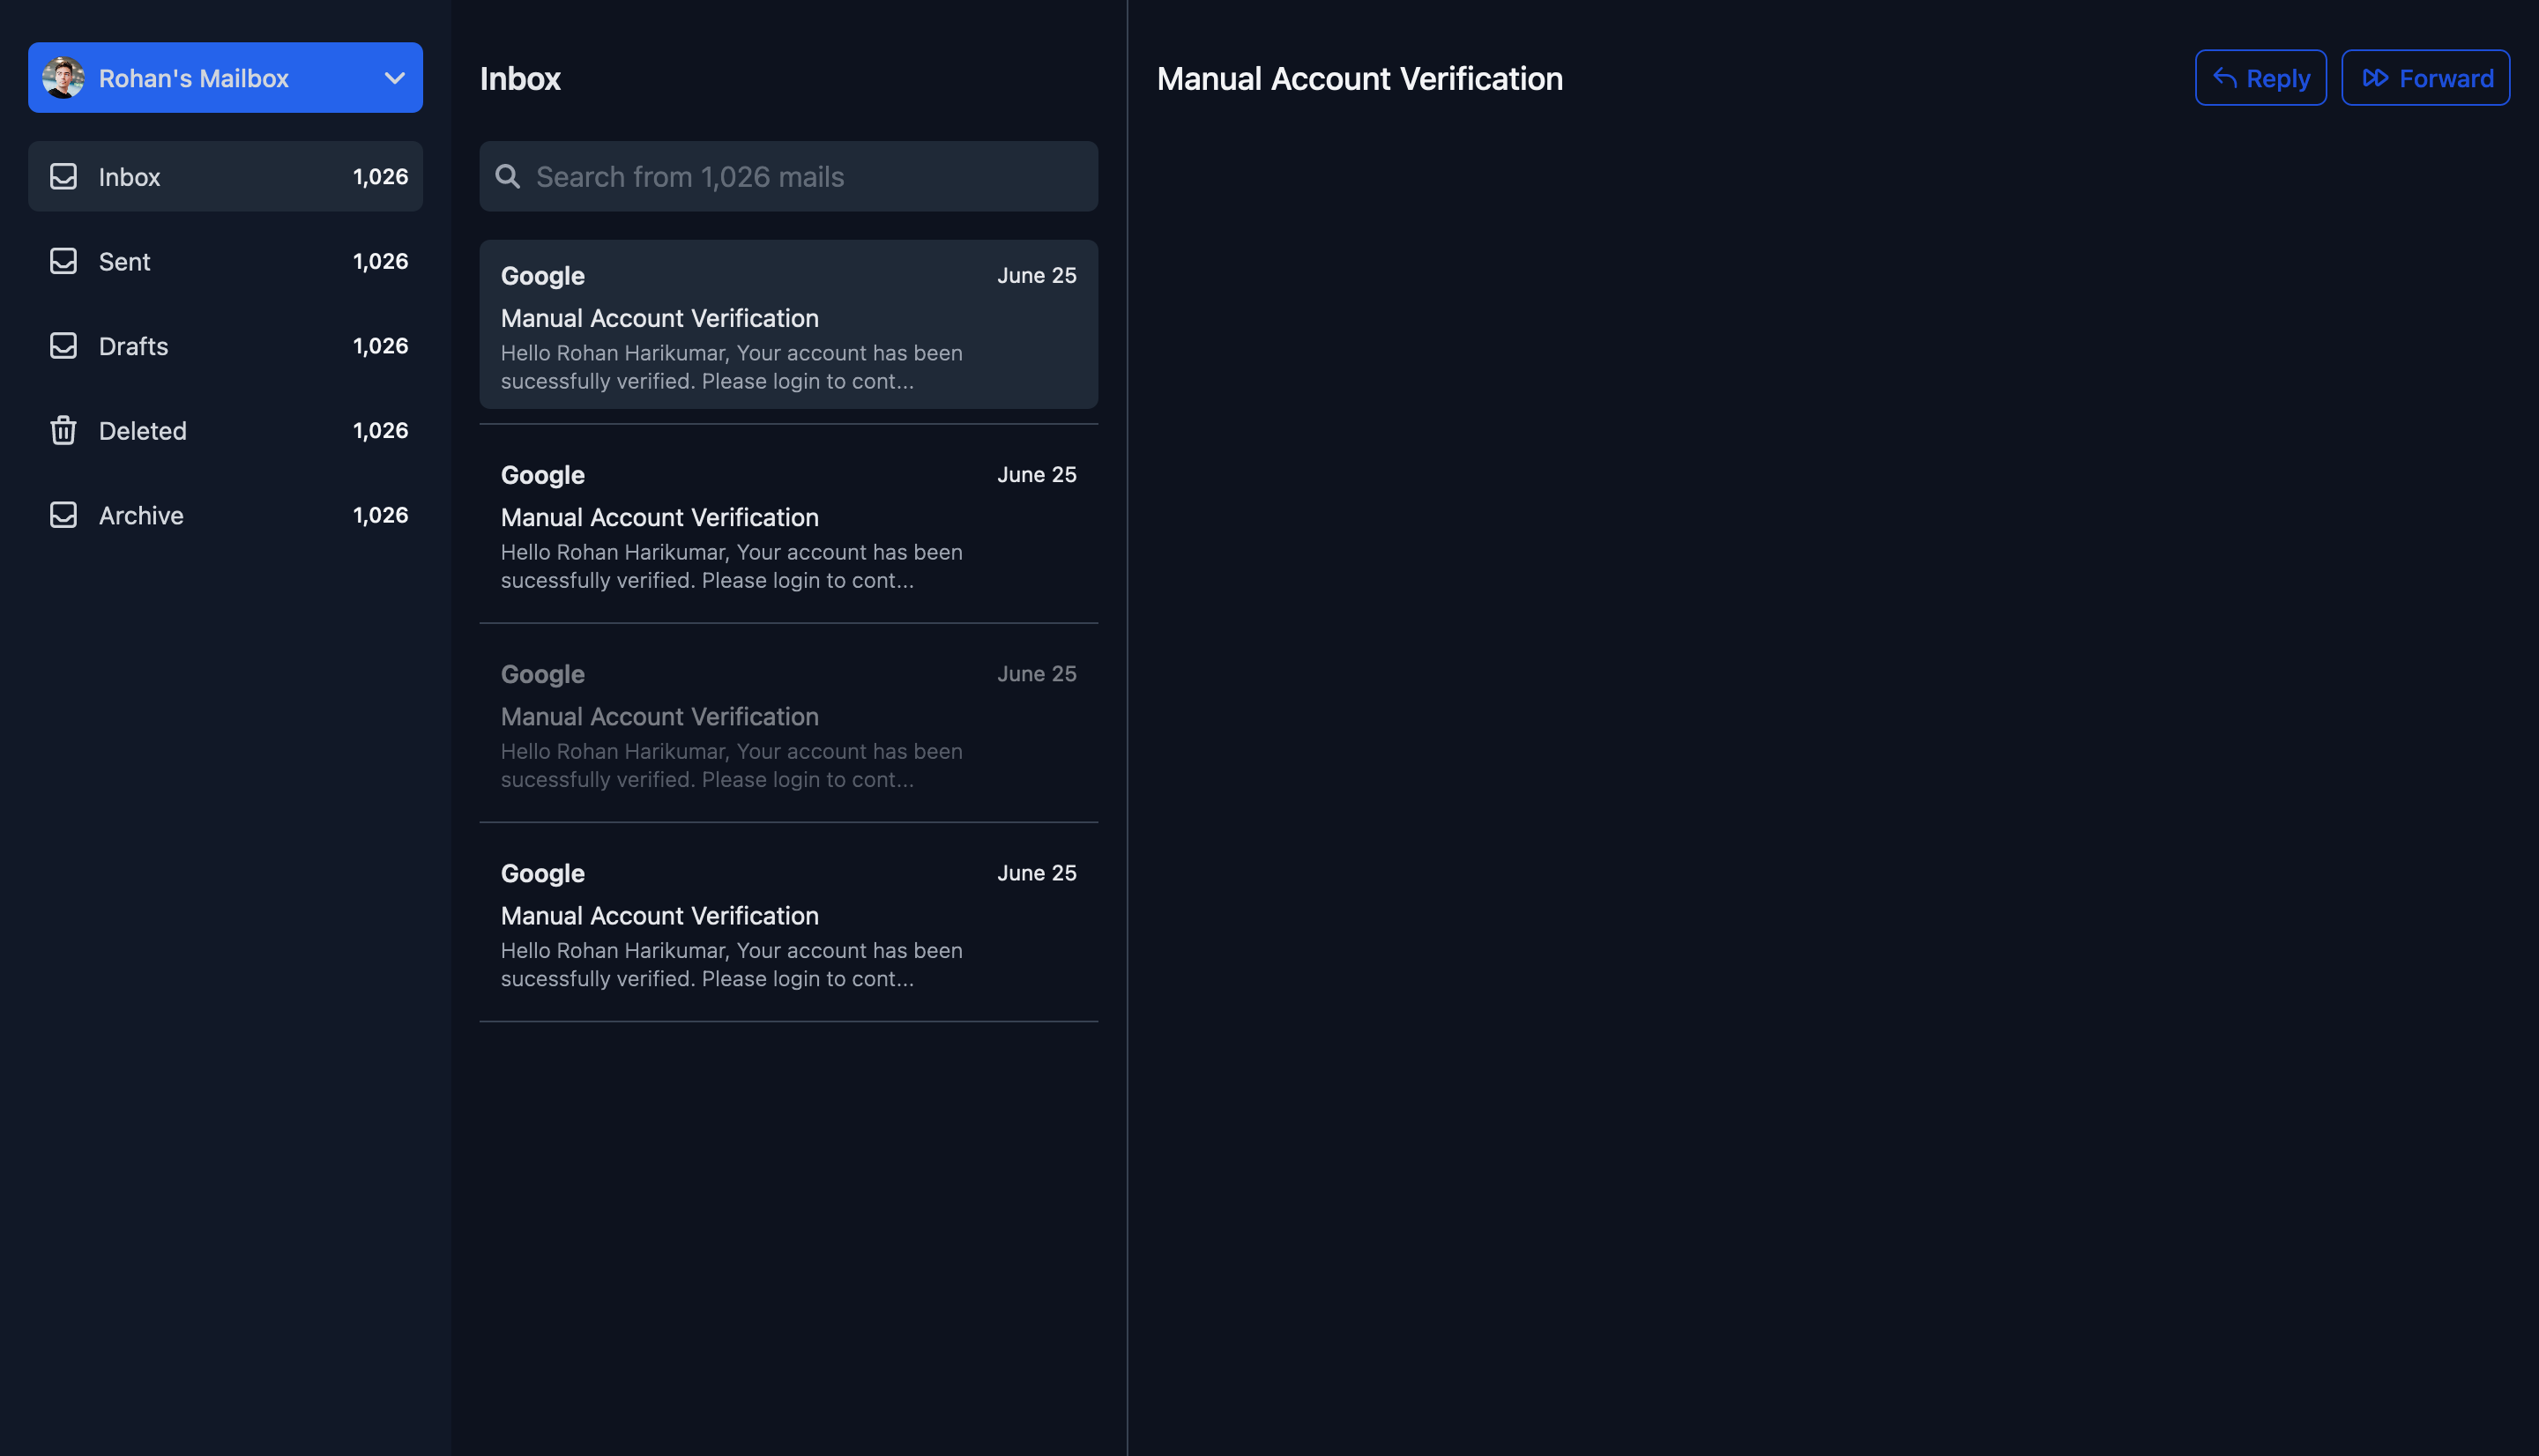 Rohan's Mailbox
Inbox 1,026
Sent 1,026
Drafts 1,026
Deleted 1,026
Archive 1,026
Inbox
Search from 1,026 mails
Google June 25
Manual Account Verification
Hello Rohan Harikumar, Your account has been
sucessfully verified. Please login to cont...
Google June 25
Manual Account Verification
Hello Rohan Harikumar, Your account has been
sucessfully verified. Please login to cont...
Google June 25
Manual Account Verification
Hello Rohan Harikumar, Your account has been
sucessfully verified. Please login to cont...
Google June 25
Manual Account Verification
Hello Rohan Harikumar, Your account has been
sucessfully verified. Please login to cont...
Manual Account Verification
Reply Forward